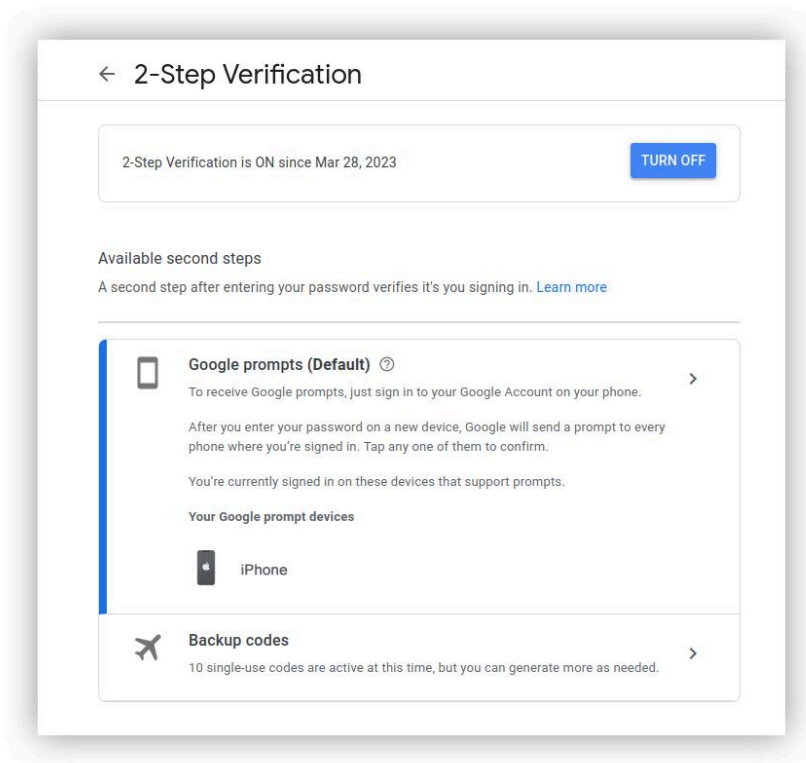 2-Step Verification
2-Step Verification is ON since Mar 28, 2023
TURN OFF
Available second steps
A second step after entering your password verifies it's you signing in. Learn more
Google prompts (Default)
To receive Google prompts, just sign in to your Google Account on your phone.
After you enter your password on a new device, Google will send a prompt to every
phone where you're signed in. Tap any one of them to confirm.
You're currently signed in on these devices that support prompts.
Your Google prompt devices
iPhone
Backup codes
10 single-use codes are active at this time, but you can generate more as needed.